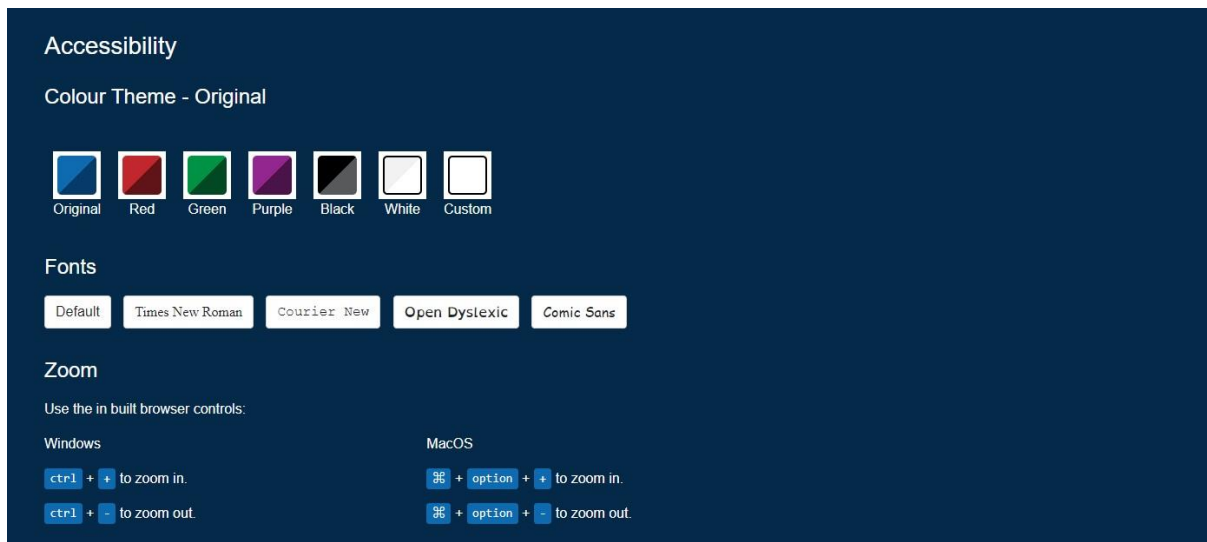 Accessibility
Colour Theme - Original
Original Red Green Purple Black White Custom
Fonts
Default Times New Roman Courier New Open Dyslexic Comic Sans
Zoom
Use the in built browser controls:
Windows
ctrl + + to zoom in.
ctrl + - to zoom out.
MacOS
⌘ + option + + to zoom in.
⌘ + option + - to zoom out.